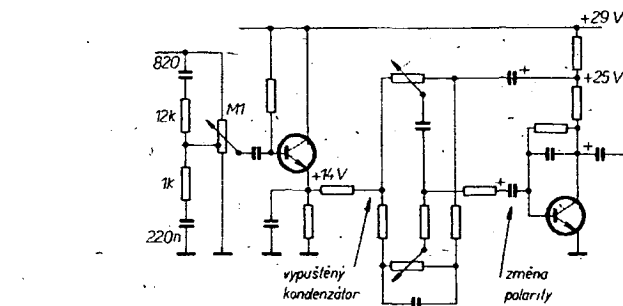 +29 V
820
+25 V
M1
12k
+14 V
1k
220n
vypuštěný
kondenzátor
změna
polarity